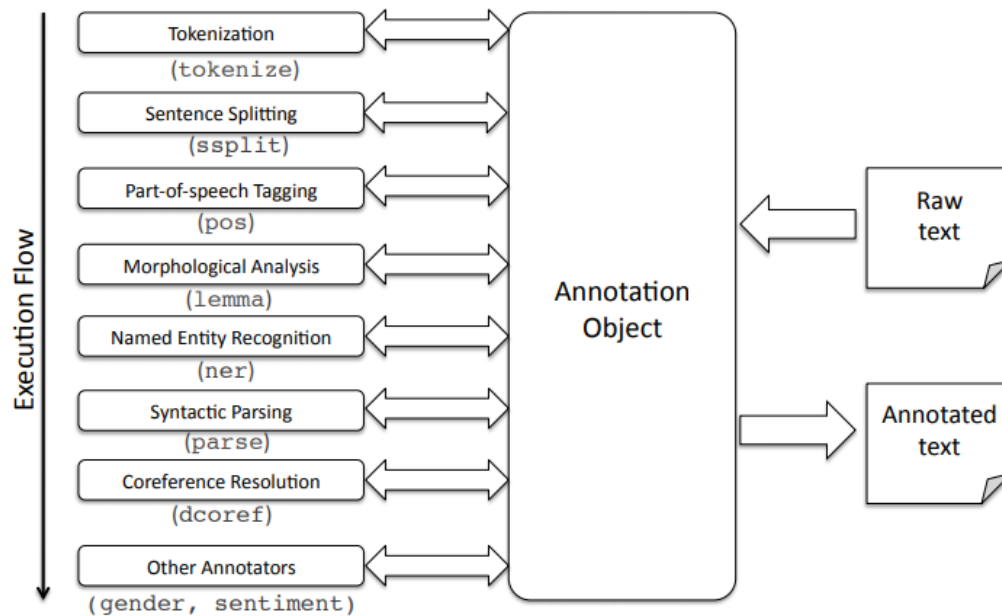 Execution Flow
Tokenization
(tokenize)
Sentence Splitting
(ssplit)
Part-of-speech Tagging
(pos)
Morphological Analysis
(lemma)
Named Entity Recognition
(ner)
Syntactic Parsing
(parse)
Coreference Resolution
(dcoref)
Other Annotators
(gender, sentiment)
Annotation
Object
Raw
text
Annotated
text